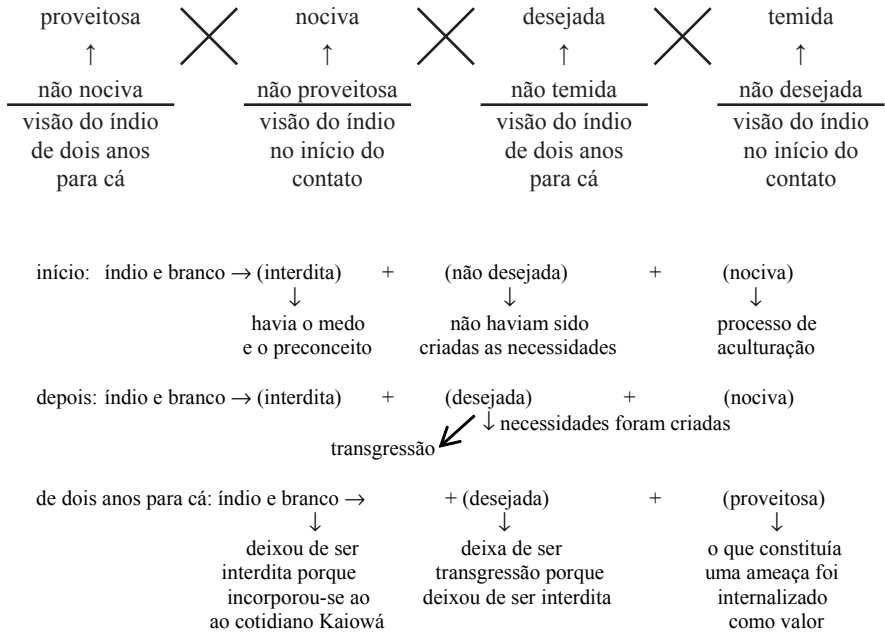 proveitosa nociva desejada temida
↑ ↑ ↑ ↑
não nociva não proveitosa não temida não desejada
visão do índio visão do índio visão do índio visão do índio
de dois anos no início do de dois anos no início do
para cá contato para cá contato
início: índio e branco → (interdita) + (não desejada) + (nociva)
↓ ↓ ↓
havia o medo não haviam sido processo de
e o preconceito criadas as necessidades aculturação
depois: índio e branco → (interdita) + (desejada) + (nociva)
↓ necessidades foram criadas
transgressão
de dois anos para cá: índio e branco → + (desejada) + (proveitosa)
↓ ↓ ↓
deixou de ser deixa de ser o que constituía
interdita porque transgressão porque uma ameaça foi
incorporou-se ao deixou de ser interdita internalizado
ao cotidiano Kaiowá como valor